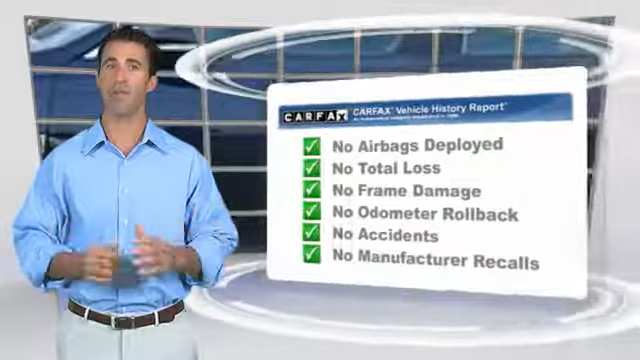 CARFAX CARFAX Vehicle History Report
No Airbags Deployed
No Total Loss
No Frame Damage
No Odometer Rollback
No Accidents
No Manufacturer Recalls